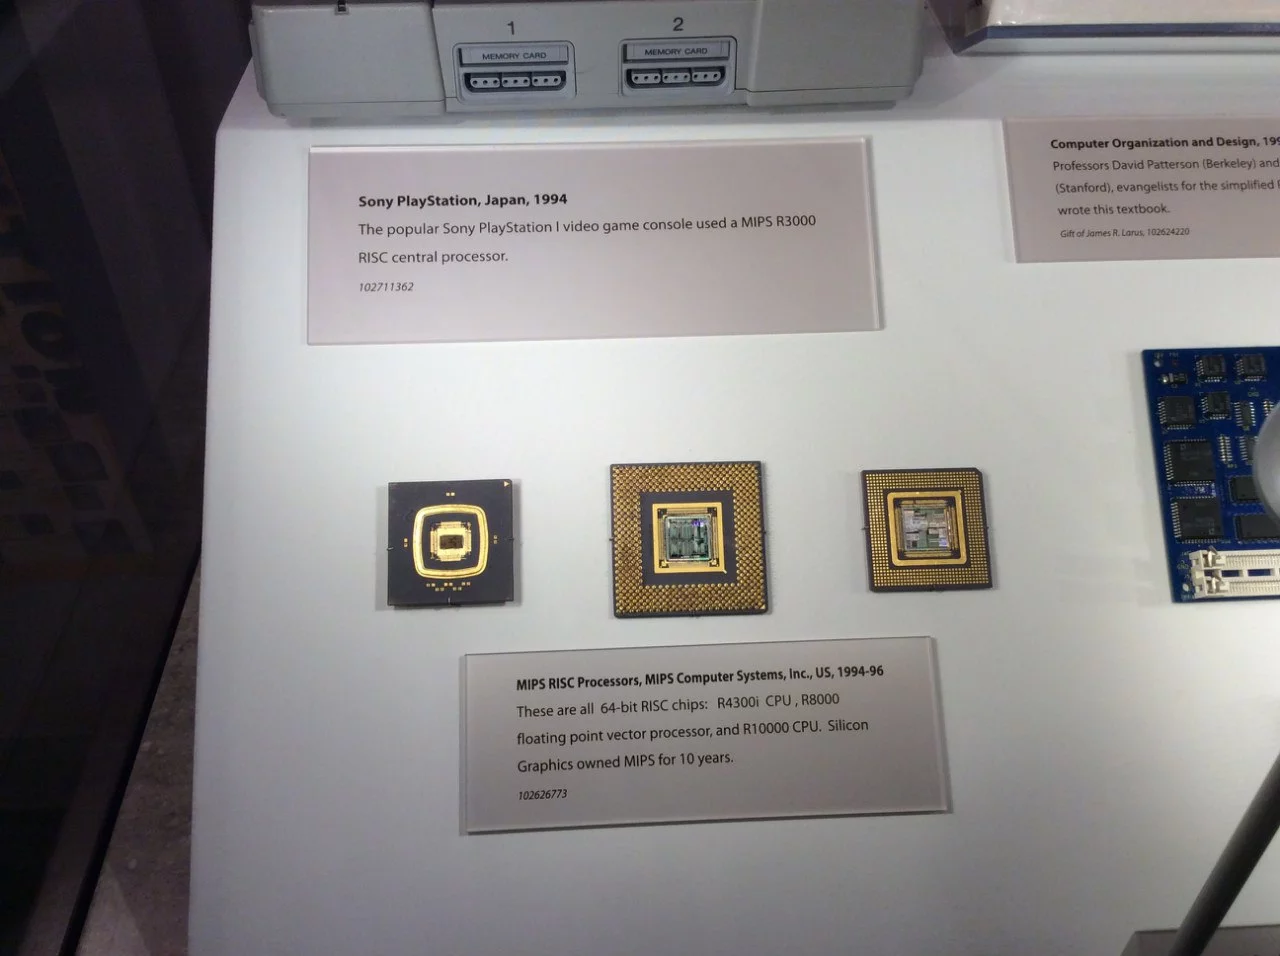 1
2
MEMORY CARD
MEMORY CARD
Sony PlayStation, Japan, 1994
The popular Sony PlayStation I video game console used a MIPS R3000
RISC central processor.
102711362
Computer Organization and Design,
Professors David Patterson (Berkeley) and
(Stanford), evangelists for the simplified
wrote this textbook.
Gift of James R. Larus, 102624220
MIPS RISC Processors, MIPS Computer Systems, Inc., US, 1994-96
These are all 64-bit RISC chips: R4300i CPU , R8000
floating point vector processor, and R10000 CPU. Silicon
Graphics owned MIPS for 10 years.
102626773